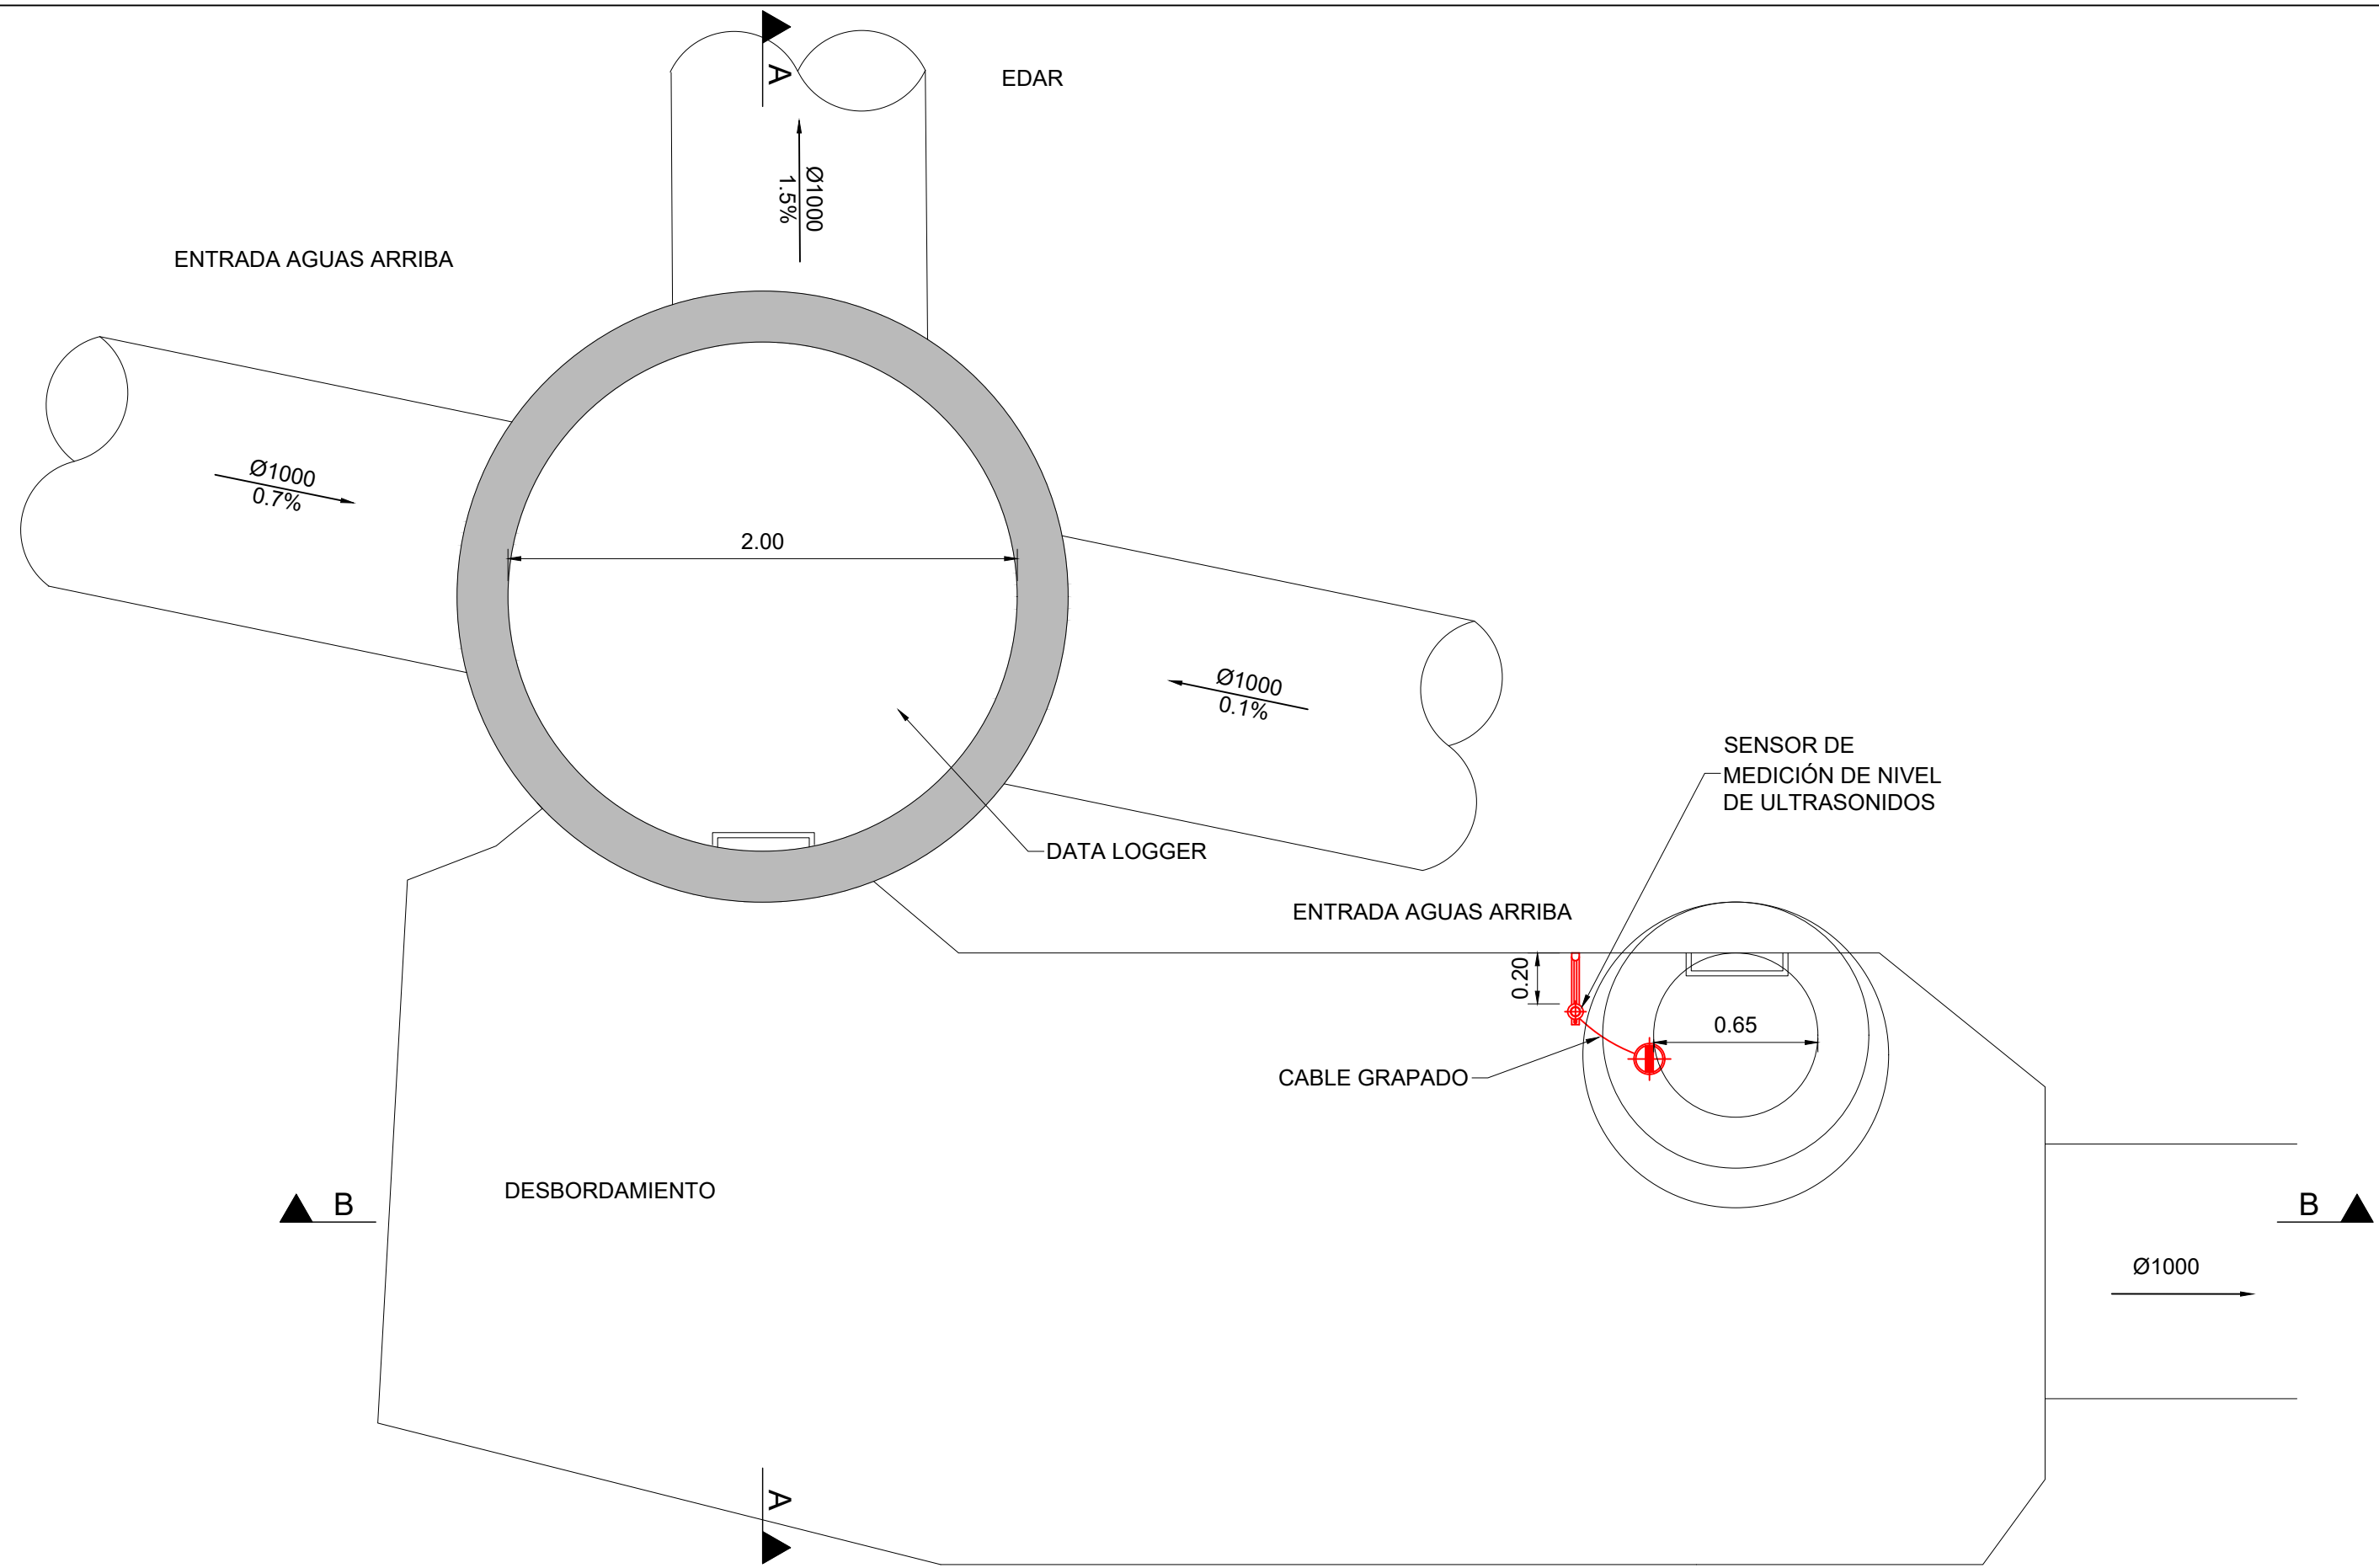 A
EDAR
Ø1000
1.5%
ENTRADA AGUAS ARRIBA
Ø1000
0.7%
2.00
Ø1000
0.1%
SENSOR DE
MEDICIÓN DE NIVEL
DE ULTRASONIDOS
DATA LOGGER
ENTRADA AGUAS ARRIBA
0.20
0.65
CABLE GRAPADO
DESBORDAMIENTO
B
B
Ø1000
A